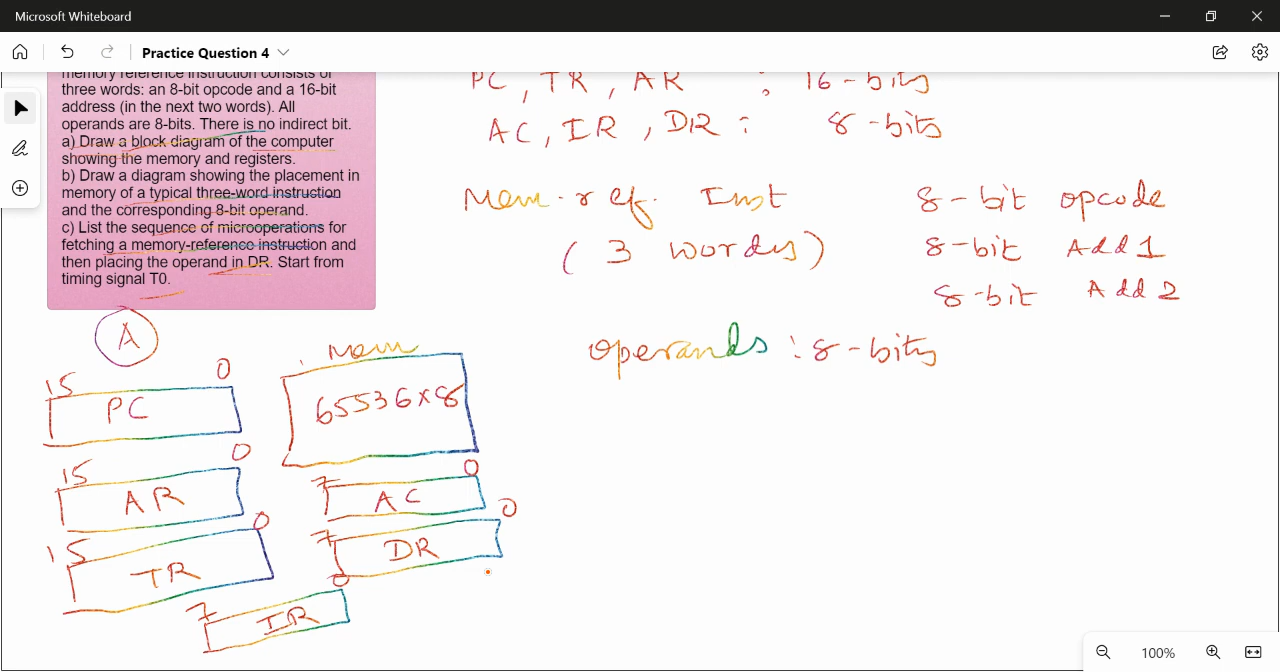 Microsoft Whiteboard
Practice Question 4
memory reference instruction consists of
three words: an 8-bit opcode and a 16-bit
address (in the next two words). All
operands are 8-bits. There is no indirect bit.
a) Draw a block diagram of the computer
showing the memory and registers.
b) Draw a diagram showing the placement in
memory of a typical three-word instruction
and the corresponding 8-bit operand.
c) List the sequence of microoperations for
fetching a memory-reference instruction and
then placing the operand in DR. Start from
timing signal T0.
PC, TR, AR : 16-bits
AC, IR, DR : 8-bits
Mem. ref. Inst 8-bit opcode
(3 words) 8-bit Add 1
8-bit Add 2
operands : 8-bits
A
15 0
PC
15 0
AR
15 0
TR
7 0
IR
Mem
65536×8
7 0
AC
7 0
DR
100%